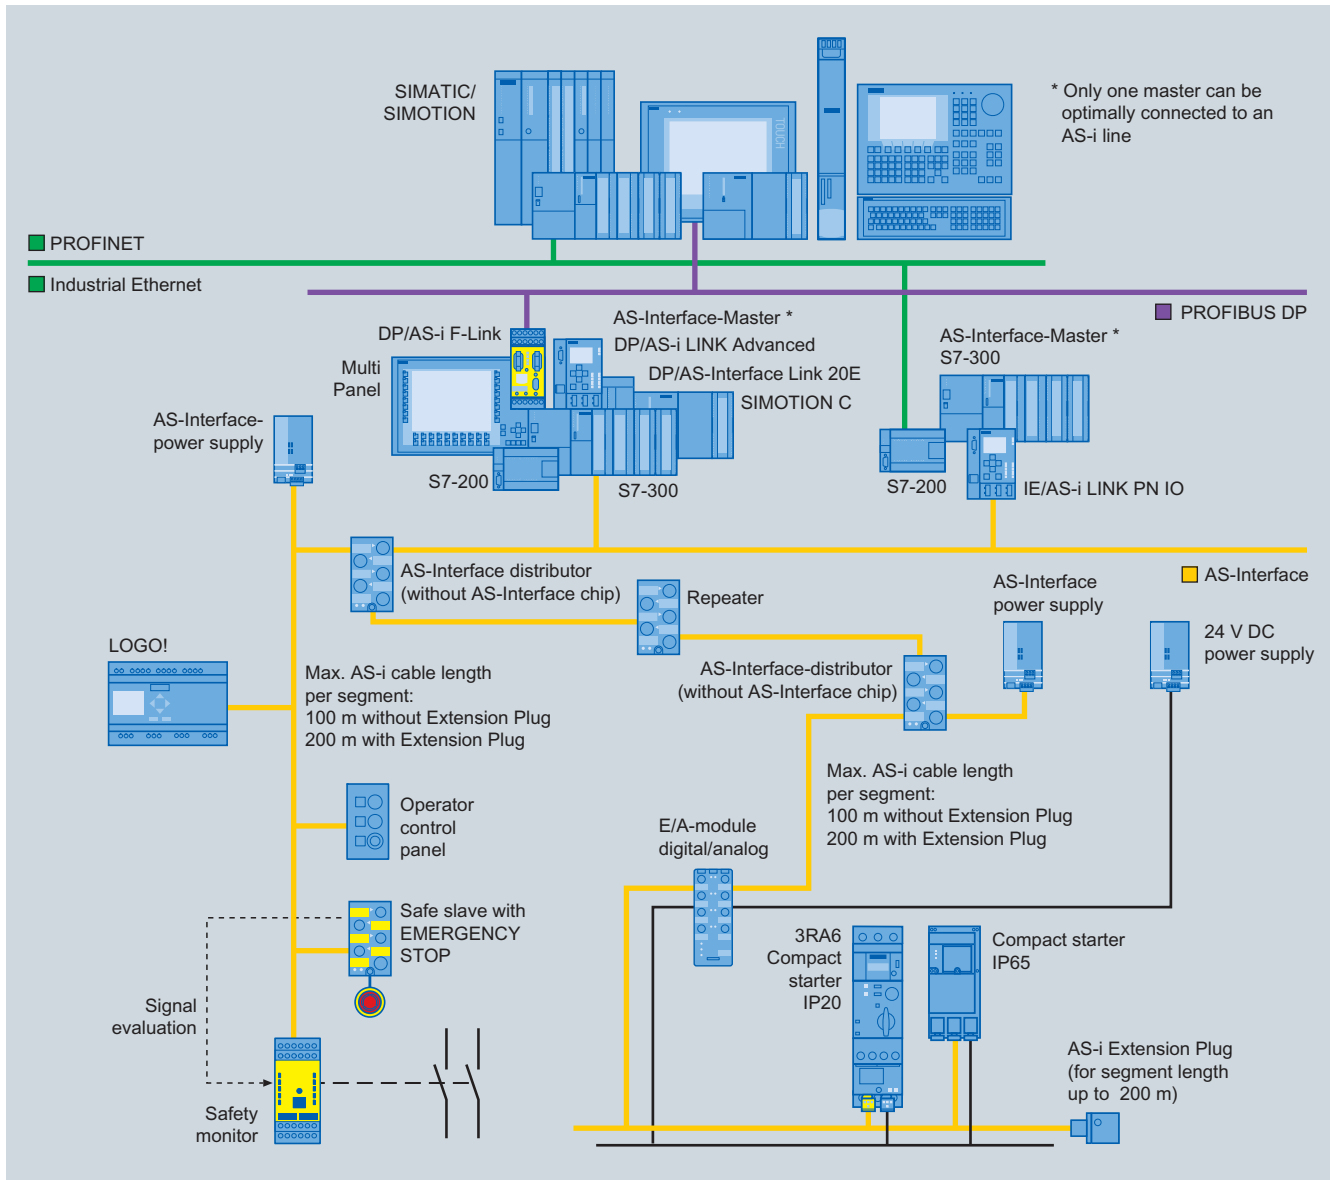 SIMATIC/
SIMOTION
TOUCH
* Only one master can be
optimally connected to an
AS-i line
PROFINET
Industrial Ethernet
PROFIBUS DP
DP/AS-i F-Link
AS-Interface-Master *
DP/AS-i LINK Advanced
DP/AS-Interface Link 20E
SIMOTION C
Multi
Panel
AS-Interface-Master *
S7-300
AS-Interface-
power supply
S7-200
S7-300
S7-200
IE/AS-i LINK PN IO
AS-Interface distributor
(without AS-Interface chip)
Repeater
AS-Interface
AS-Interface
power supply
24 V DC
power supply
LOGO!
Max. AS-i cable length
per segment:
100 m without Extension Plug
200 m with Extension Plug
AS-Interface-distributor
(without AS-Interface chip)
Max. AS-i cable length
per segment:
100 m without Extension Plug
200 m with Extension Plug
Operator
control
panel
E/A-module
digital/analog
Safe slave with
EMERGENCY
STOP
3RA6
Compact
starter
IP20
Compact starter
IP65
Signal
evaluation
Safety
monitor
AS-i Extension Plug
(for segment length
up to 200 m)